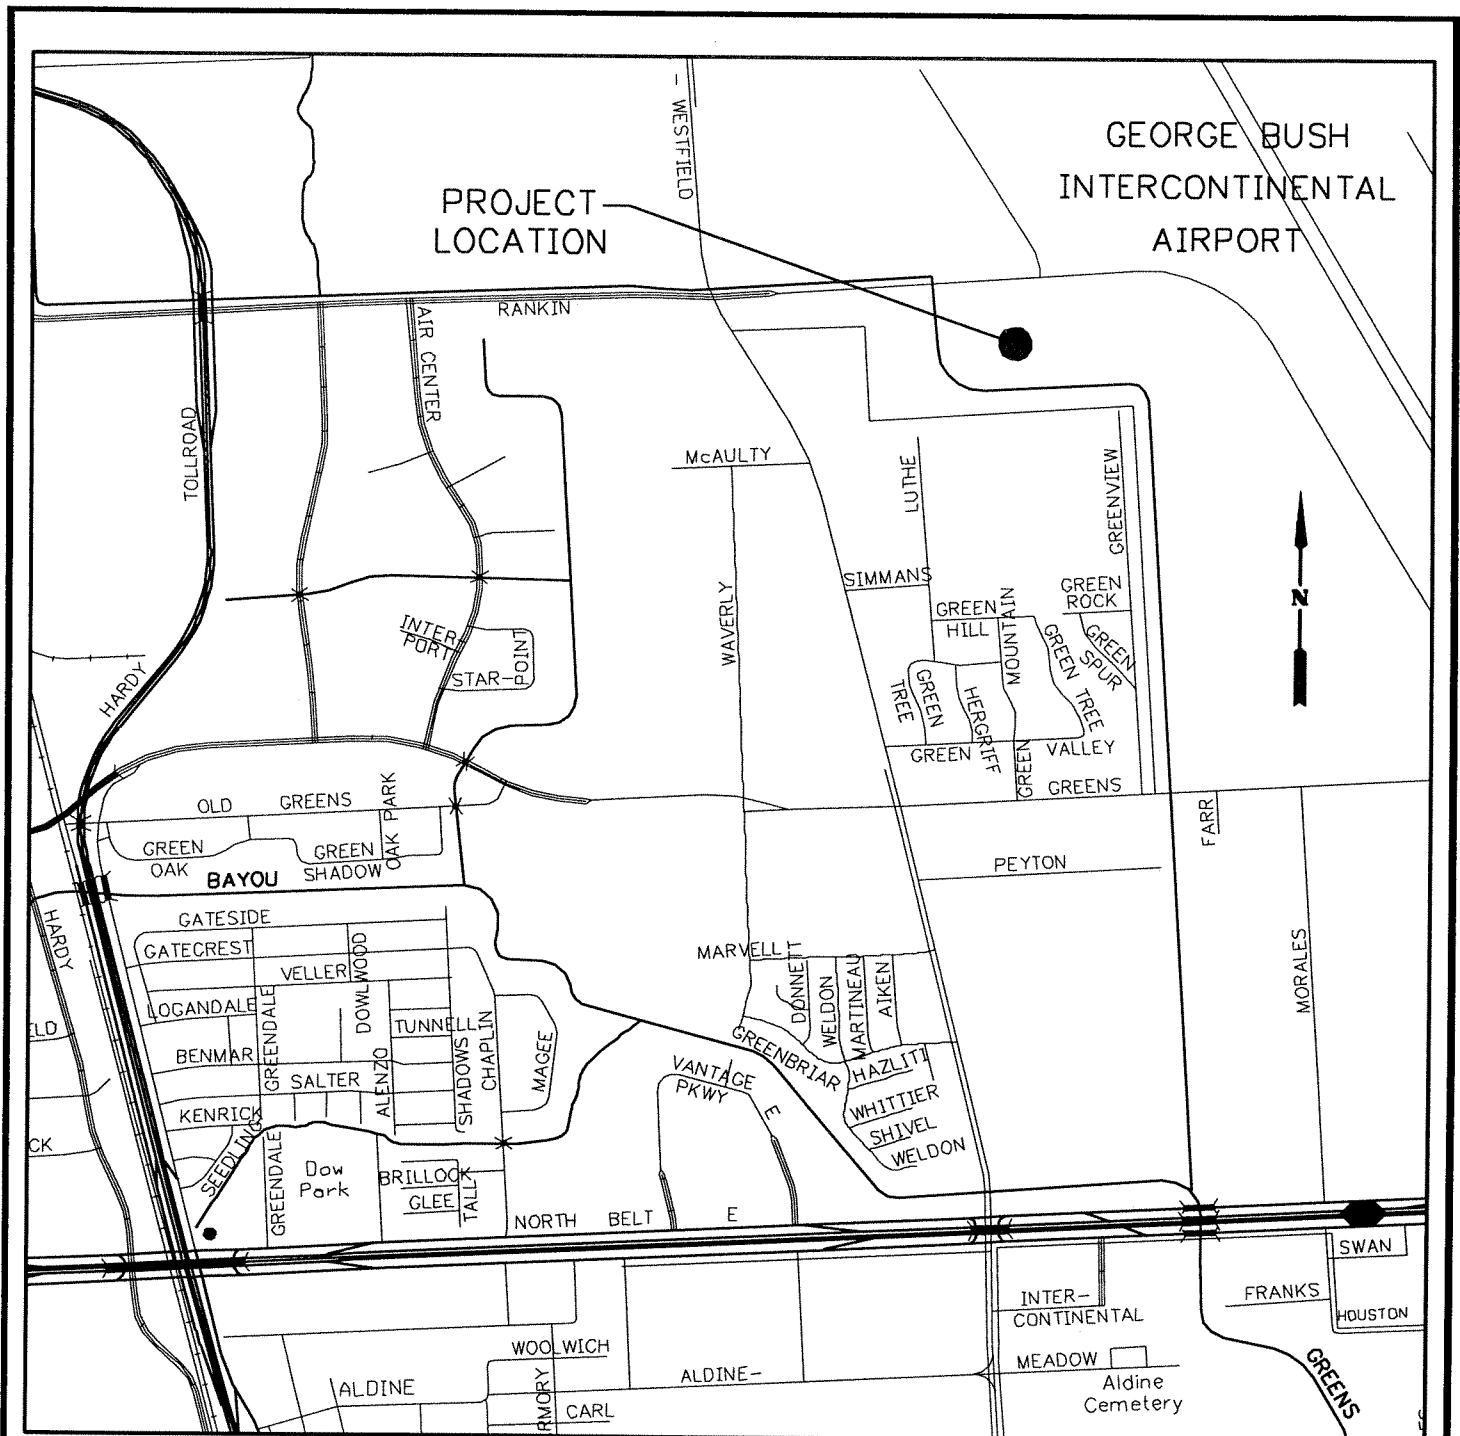 GEORGE BUSH
INTERCONTINENTAL
AIRPORT
PROJECT
LOCATION
- WESTFIELD
RANKIN
AIR CENTER
TOLLROAD
HARDY
McAULTY
LUTHE
GREENVIEW
SIMMANS
WAVERLY
GREEN
HILL
MOUNTAIN
GREEN
ROCK
GREEN
SPUR
GREEN TREE
GREEN
TREE
HERGRIFF
GREEN
VALLEY
GREEN
GREENS
N
INTER
PORT
STAR-
POINT
OLD
GREENS
OAK PARK
GREEN
OAK
GREEN
SHADOW
BAYOU
FARR
PEYTON
MORALES
HARDY
GATESIDE
GATECREST
VELLER
DOWLWOOD
LOGANDALE
GREENDALE
TUNNELL
BENMAR
SALTER
ALENZO
SHADOWS
CHAPLIN
MAGEE
KENRICK
SEEDLING
GREENDALE
Dow
Park
BRILLOCK
GLEE
TALLY
MARVELL
DONNETT
WELDON
MARTINEAU
AIKEN
GREENBRIAR
HAZLITT
WHITTIER
SHIVEL
WELDON
VANTAGE
PKWY
E
NORTH
BELT
E
ELD
CK
SWAN
FRANKS
HOUSTON
INTER-
CONTINENTAL
MEADOW
Aldine
Cemetery
GREENS
WOOLWICH
ALDINE
ALDINE-
RMORY
CARL